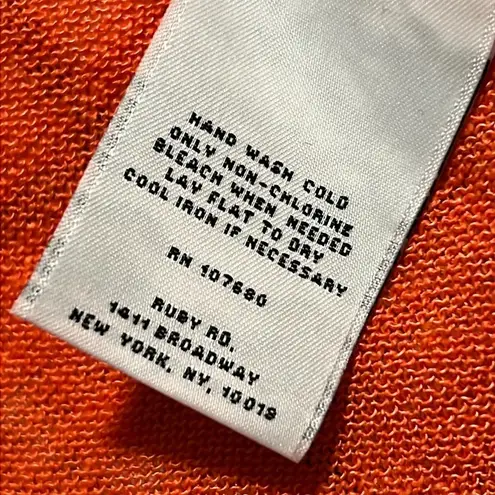 HAND WASH COLD
ONLY NON-CHLORINE
BLEACH WHEN NEEDED
LAY FLAT TO DRY
COOL IRON IF NECESSARY
RN 107690
RUBY RD.
1411 BROADWAY
NEW YORK, NY, 10018